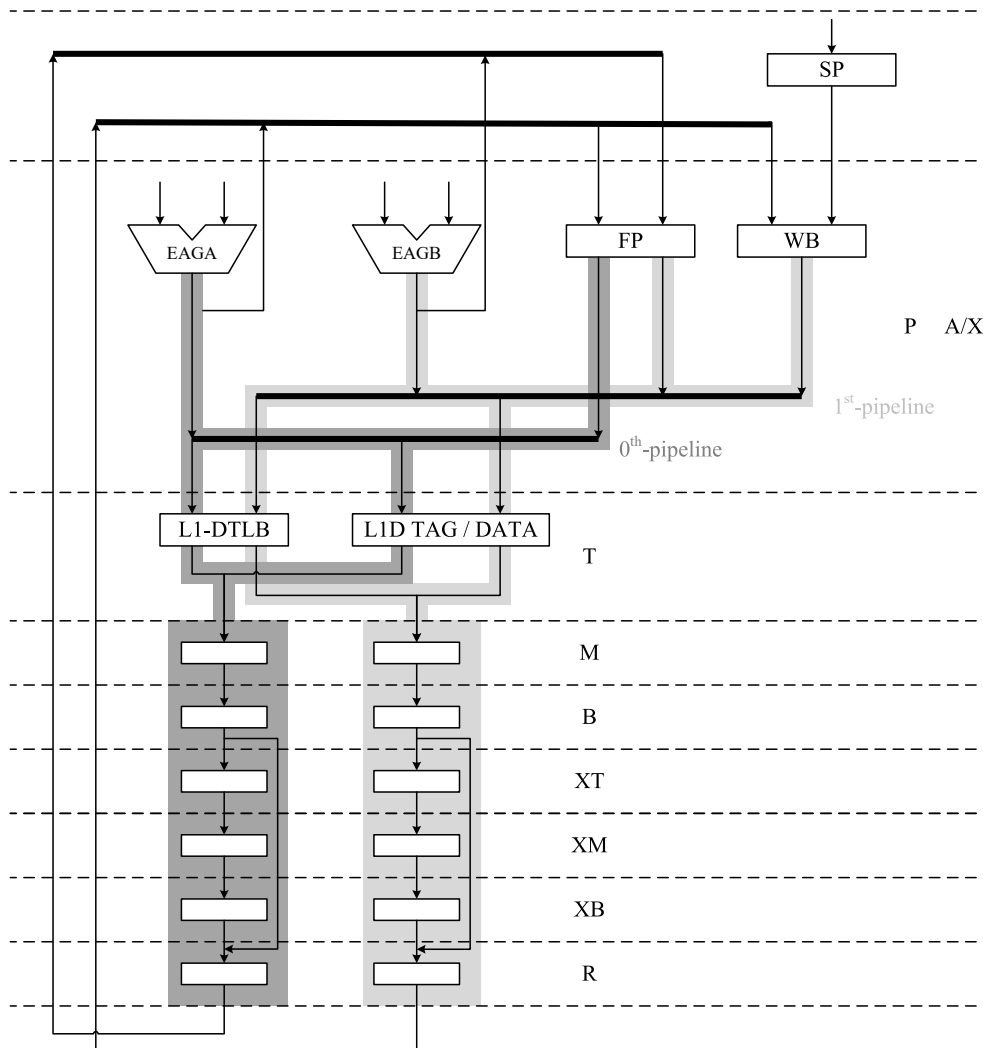 SP
EAGA
EAGB
FP
WB
P A/X
1st-pipeline
0th-pipeline
L1-DTLB
L1D TAG / DATA
T
M
B
XT
XM
XB
R